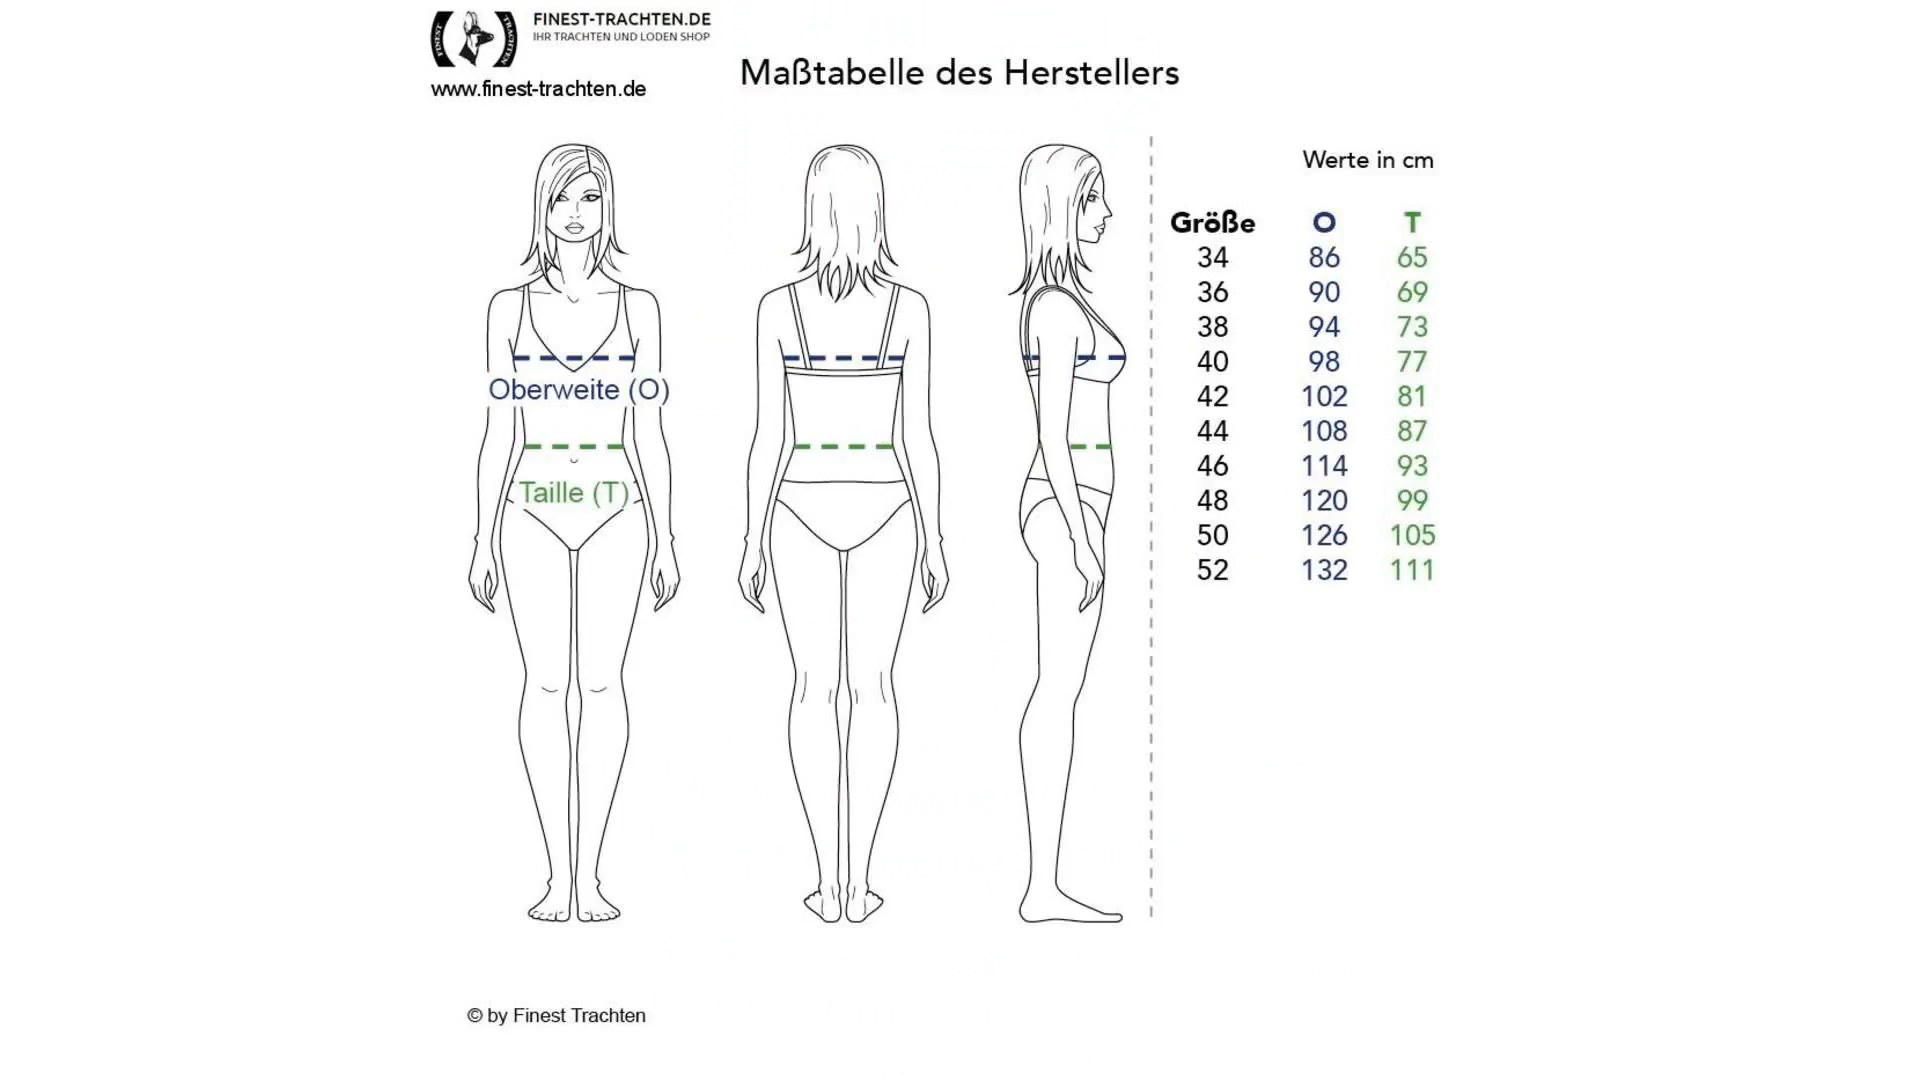 FINEST TRACHTEN
FINEST-TRACHTEN.DE
IHR TRACHTEN UND LODEN SHOP
www.finest-trachten.de
Maßtabelle des Herstellers
Werte in cm
Größe O T
34 86 65
36 90 69
38 94 73
40 98 77
42 102 81
44 108 87
46 114 93
48 120 99
50 126 105
52 132 111
Oberweite (O)
Taille (T)
© by Finest Trachten